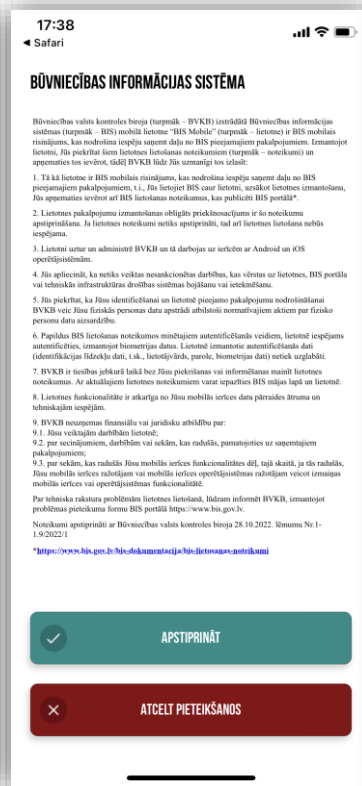 17:38
◄ Safari
BŪVNIECĪBAS INFORMĀCIJAS SISTĒMA
Būvniecības valsts kontroles biroja (turpmāk – BVKB) izstrādātā Būvniecības informācijas
sistēmas (turpmāk – BIS) mobilā lietotne “BIS Mobile” (turpmāk – lietotne) ir BIS mobilais
risinājums, kas nodrošina iespēju saņemt daļu no BIS pieejamajiem pakalpojumiem. Izmantojot
lietotni, Jūs piekrītat šiem lietotnes lietošanas noteikumiem (turpmāk – noteikumi) un
apņematies tos ievērot, tādēļ BVKB lūdz Jūs uzmanīgi tos izlasīt:
1. Tā kā lietotne ir BIS mobilais risinājums, kas nodrošina iespēju saņemt daļu no BIS
pieejamajiem pakalpojumiem, t.i., Jūs lietojiet BIS caur lietotni, uzsākot lietotnes izmantošanu,
Jūs apņematies ievērot arī BIS lietošanas noteikumus, kas publicēti BIS portālā*.
2. Lietotnes pakalpojumu izmantošanas obligāts priekšnosacījums ir šo noteikumu
apstiprināšana. Ja lietotnes noteikumi netiks apstiprināti, tad arī lietotnes lietošana nebūs
iespējama.
3. Lietotni uztur un administrē BVKB un tā darbojas uz ierīcēm ar Android un iOS
operētājsistēmām.
4. Jūs apliecināt, ka netiks veiktas nesankcionētas darbības, kas vērstas uz lietotnes, BIS portāla
vai tehniskās infrastruktūras drošības sistēmas bojāšanu vai ietekmēšanu.
5. Jūs piekrītat, ka Jūsu identificēšanai un lietotnē pieejamo pakalpojumu nodrošināšanai
BVKB veic Jūsu fiziskās personas datu apstrādi atbilstoši normatīvajiem aktiem par fizisko
personu datu aizsardzību.
6. Papildus BIS lietošanas noteikumos minētajiem autentificēšanās veidiem, lietotnē iespējams
autentificēties, izmantojot biometrijas datus. Lietotnē izmantotie autentificēšanās dati
(identifikācijas līdzekļu dati, t.sk., lietotājvārds, parole, biometrijas dati) netiek uzglabāti.
7. BVKB ir tiesības jebkurā laikā bez Jūsu piekrišanas vai informēšanas mainīt lietotnes
noteikumus. Ar aktuālajiem lietotnes noteikumiem varat iepazīties BIS mājas lapā un lietotnē.
8. Lietotnes funkcionalitāte ir atkarīga no Jūsu mobilās ierīces datu pārraides ātruma un
tehniskajām iespējām.
9. BVKB neuzņemas finansiālu vai juridisku atbildību par:
9.1. Jūsu veiktajām darbībām lietotnē;
9.2. par secinājumiem, darbībām vai sekām, kas radušās, pamatojoties uz saņemtajiem
pakalpojumiem;
9.3. par sekām, kas radušās Jūsu mobilās ierīces funkcionalitātes dēļ, tajā skaitā, ja tās radušās,
Jūsu mobilās ierīces ražotājam vai mobilās ierīces operētājsistēmas ražotājam veicot izmaiņas
mobilās ierīces vai operētājsistēmas funkcionalitātē.
Par tehniska rakstura problēmām lietotnes lietošanā, lūdzam informēt BVKB, izmantojot
problēmas pieteikuma formu BIS portālā https://www.bis.gov.lv.
Noteikumi apstiprināti ar Būvniecības valsts kontroles biroja 28.10.2022. lēmumu Nr.1-
1.9/2022/1
*https://www.bis.gov.lv/bis-dokumentacija/bis-lietosanas-noteikumi
APSTIPRINĀT
ATCELT PIETEIKŠANOS